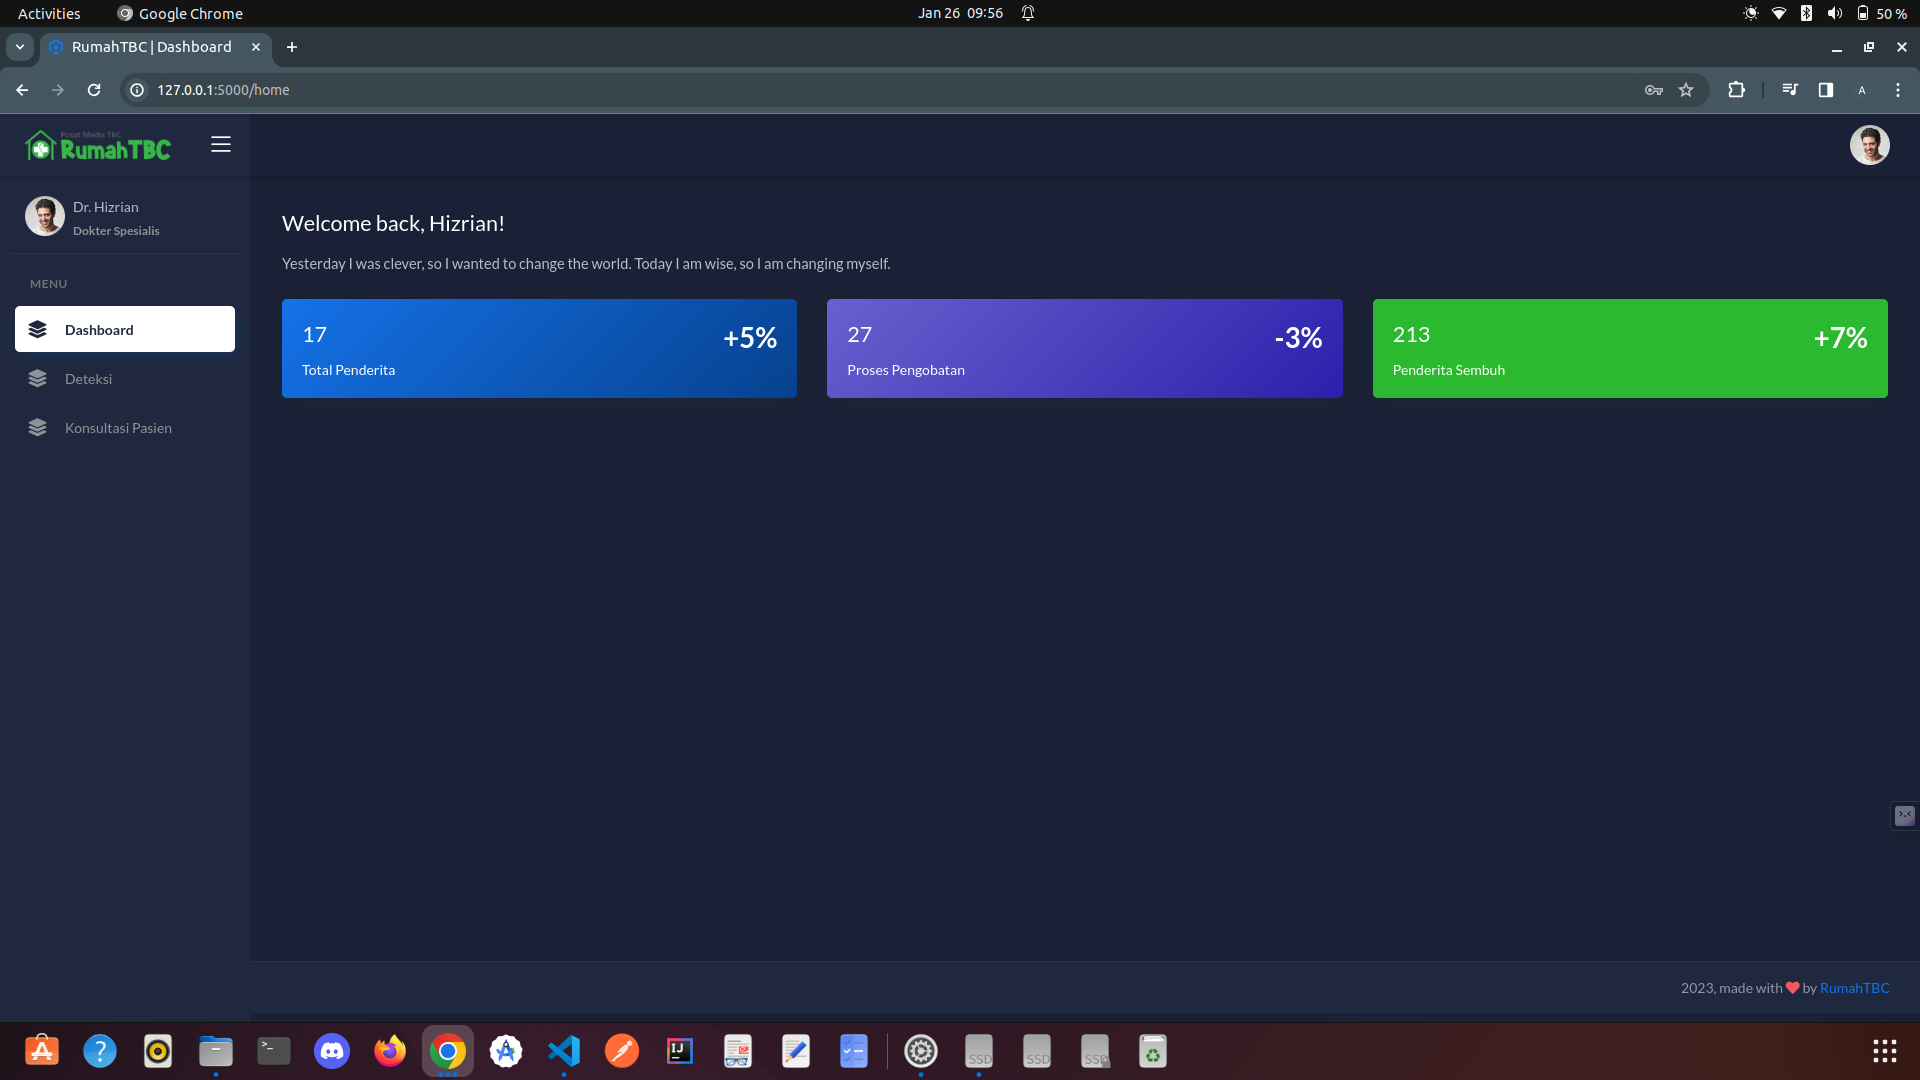 Activities
Google Chrome
Jan 26 09:56
50 %
RumahTBC | Dashboard
127.0.0.1:5000/home
A
Pusat Medis TBC
RumahTBC
Dr. Hizrian
Dokter Spesialis
MENU
Dashboard
Deteksi
Konsultasi Pasien
Welcome back, Hizrian!
Yesterday I was clever, so I wanted to change the world. Today I am wise, so I am changing myself.
17
+5%
Total Penderita
27
-3%
Proses Pengobatan
213
+7%
Penderita Sembuh
2023, made with by RumahTBC
IJ
SSD
SSD
SSD